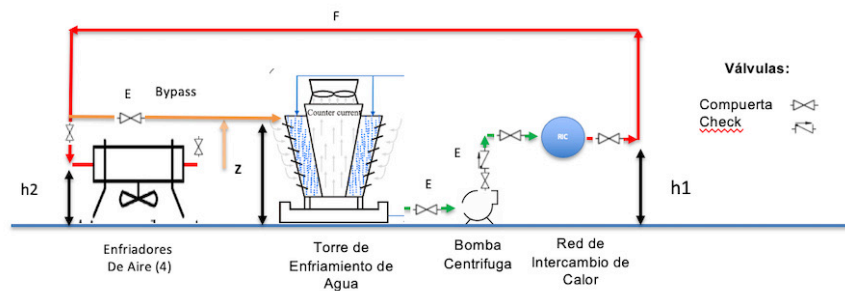 F
E
Bypass
Válvulas:
Counter current
Compuerta
Check
RIC
E
Z
E
h2
h1
Enfriadores
De Aire (4)
Torre de
Enfriamiento de
Agua
Bomba
Centrifuga
Red de
Intercambio de
Calor